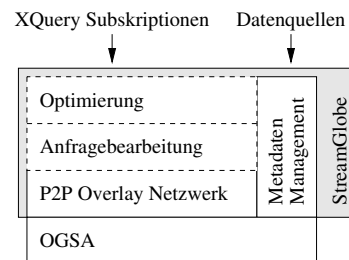 XQuery Subskriptionen
Datenquellen
Optimierung
Anfragebearbeitung
P2P Overlay Netzwerk
Metadaten
Management
StreamGlobe
OGSA